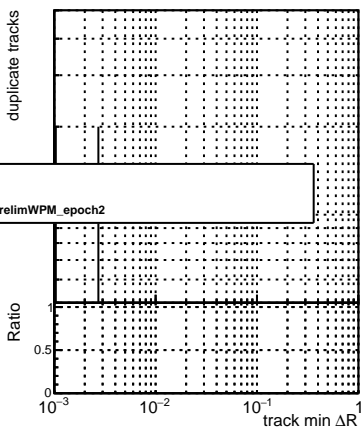 duplicate tracks
relimWPM_epoch2
Ratio
1
0.5
0
10−3 10−2 10−1 1
track min ΔR